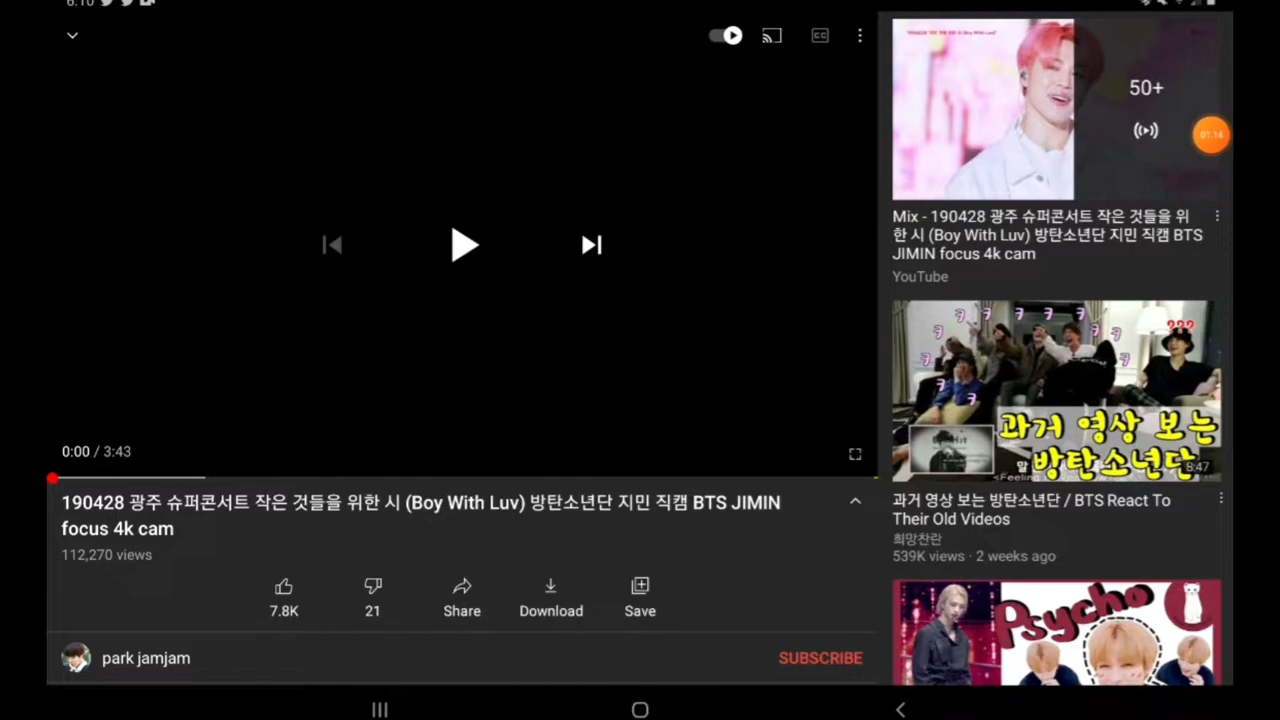 6:10
CC
0:00 / 3:43
190428 광주 슈퍼콘서트 작은 것들을 위한 시 (Boy With Luv) 방탄소년단 지민 직캠 BTS JIMIN
focus 4k cam
112,270 views
7.8K
21
Share
Download
Save
park jamjam
SUBSCRIBE
50+
01:14
Mix - 190428 광주 슈퍼콘서트 작은 것들을 위
한 시 (Boy With Luv) 방탄소년단 지민 직캠 BTS
JIMIN focus 4k cam
YouTube
ㅋ ㅋ ㅋ ㅋ ㅋ ㅋ ㅋ ㅋ ㅋ ㅋ ㅋ ㅋ
???
과거 영상 보는
방탄소년단
8:47
과거 영상 보는 방탄소년단 / BTS React To
Their Old Videos
희망찬란
539K views · 2 weeks ago
Psycho